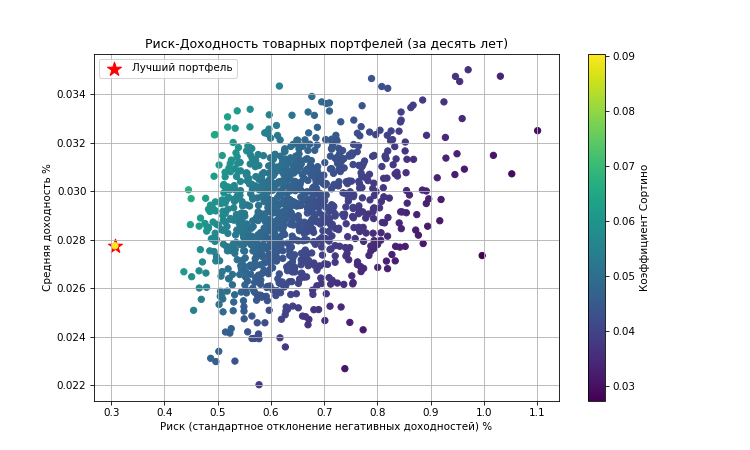 Риск-Доходность товарных портфелей (за десять лет)
Лучший портфель
Средняя доходность %
0.034
0.032
0.030
0.028
0.026
0.024
0.022
0.3 0.4 0.5 0.6 0.7 0.8 0.9 1.0 1.1
Риск (стандартное отклонение негативных доходностей) %
0.09
0.08
0.07
0.06
0.05
0.04
0.03
Коэффициент Сортино